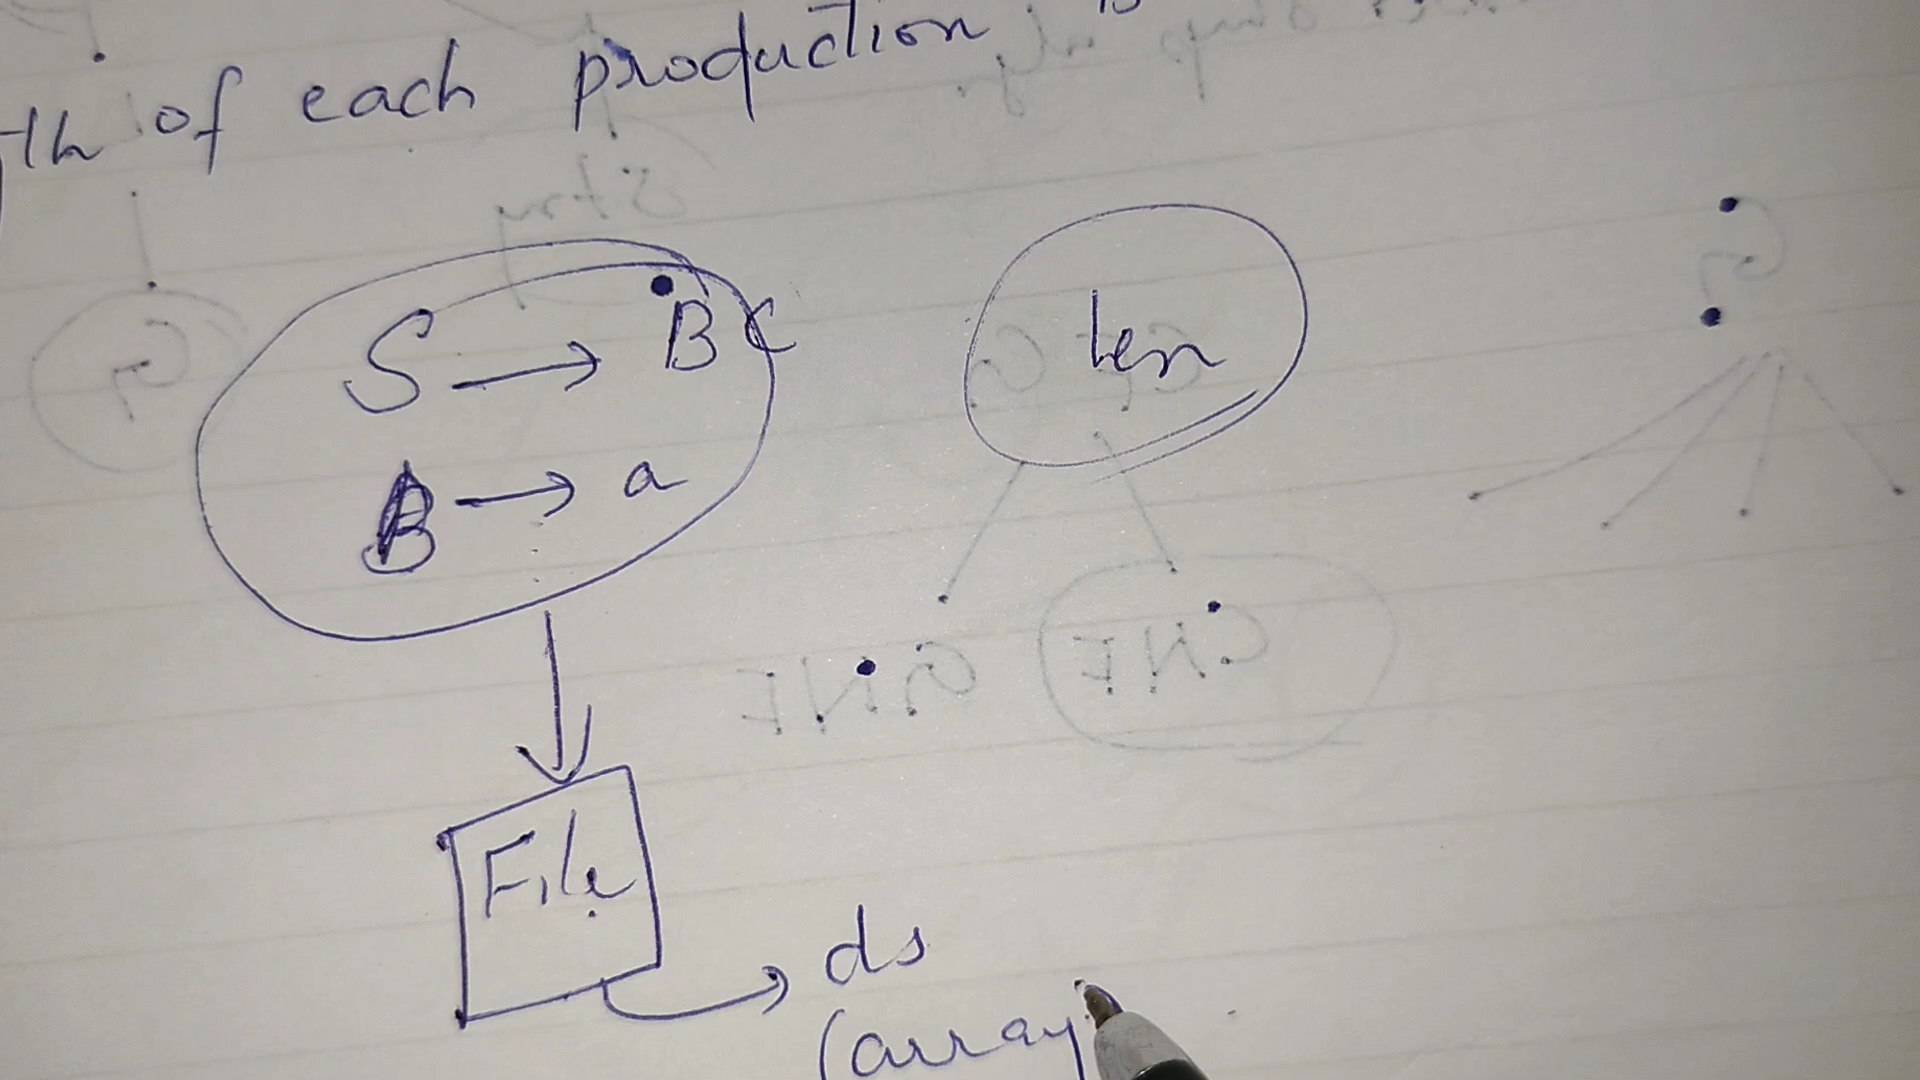 of each production
S → BC
len
B → a
File
ds
(array